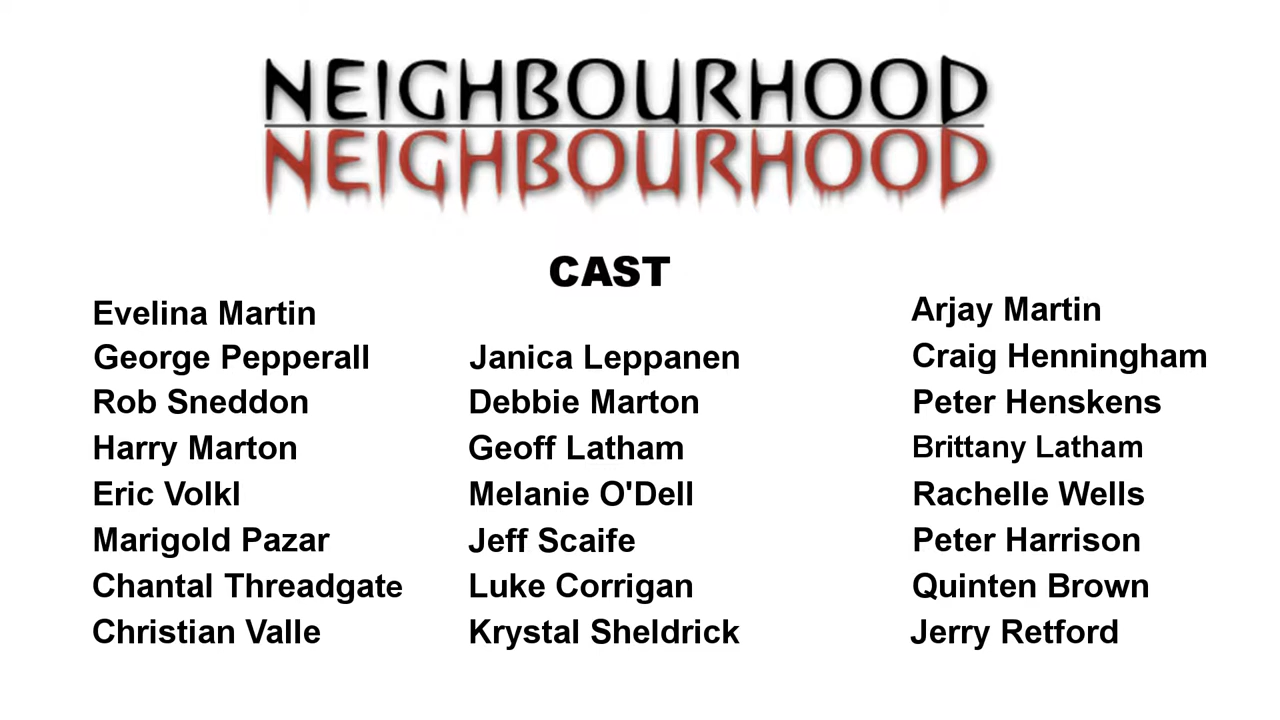 NEIGHBOURHOOD
NEIGHBOURHOOD
CAST
Evelina Martin
George Pepperall
Rob Sneddon
Harry Marton
Eric Volkl
Marigold Pazar
Chantal Threadgate
Christian Valle
Janica Leppanen
Debbie Marton
Geoff Latham
Melanie O'Dell
Jeff Scaife
Luke Corrigan
Krystal Sheldrick
Arjay Martin
Craig Henningham
Peter Henskens
Brittany Latham
Rachelle Wells
Peter Harrison
Quinten Brown
Jerry Retford